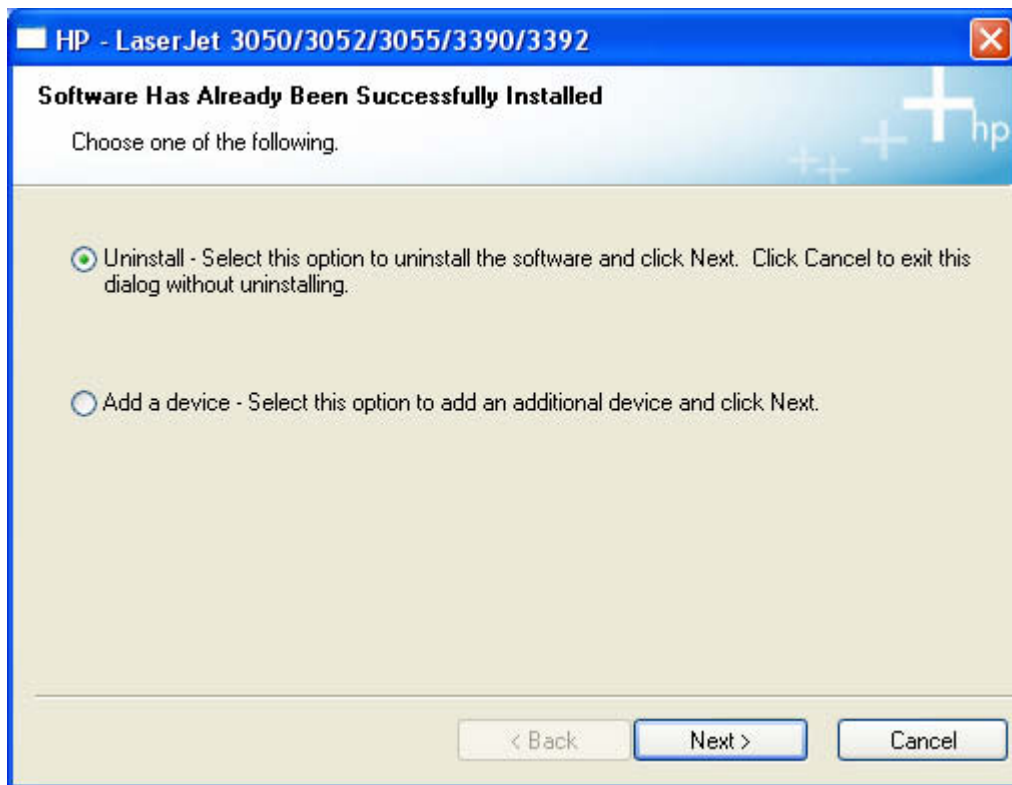 HP - LaserJet 3050/3052/3055/3390/3392
Software Has Already Been Successfully Installed
Choose one of the following.
hp
Uninstall - Select this option to uninstall the software and click Next.  Click Cancel to exit this
dialog without uninstalling.
Add a device - Select this option to add an additional device and click Next.
< Back
Next >
Cancel